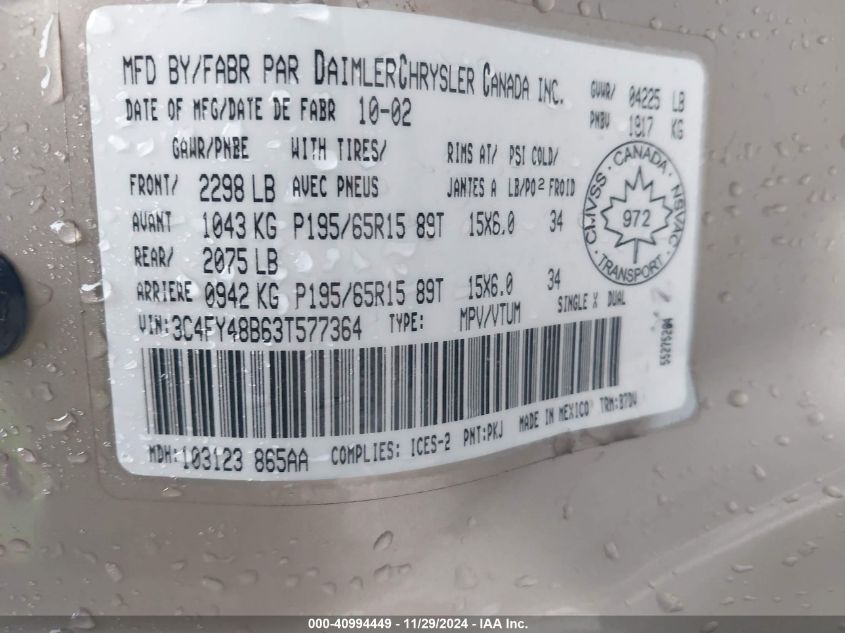 MFD BY/FABR PAR DAIMLERCHRYSLER CANADA INC.
DATE OF MFG/DATE DE FABR 10-02
GVWR/ 04225 LB
PNBV 1917 KG
GAWR/PNBE WITH TIRES/ RIMS AT/ PSI COLD/
FRONT/ 2298 LB AVEC PNEUS JANTES A LB/PO2 FROID
AVANT 1043 KG P195/65R15 89T 15X6.0 34
REAR/ 2075 LB
ARRIERE 0942 KG P195/65R15 89T 15X6.0 34
SINGLE X DUAL
VIN:3C4FY48B63T577364 TYPE: MPV/VTUM
CANADA
CMVSS · NSVAC
972
TRANSPORT
55275204
MDH:103123 865AA COMPLIES: ICES-2 PNT:PKJ MADE IN MEXICO TRM:B7DV
000-40994449 - 11/29/2024 - IAA Inc.